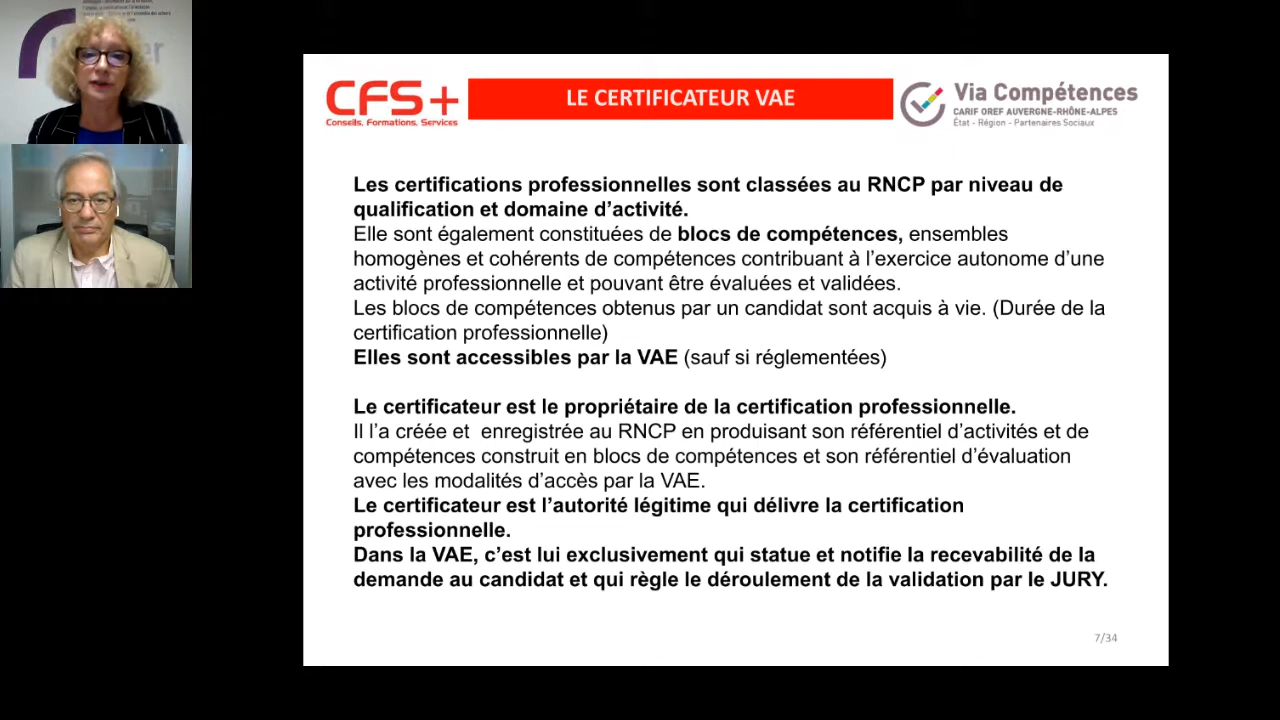 CFS+
Conseils, Formations, Services
LE CERTIFICATEUR VAE
Via Compétences
CARIF OREF AUVERGNE-RHÔNE-ALPES
État - Région - Partenaires Sociaux
Les certifications professionnelles sont classées au RNCP par niveau de
qualification et domaine d’activité.
Elle sont également constituées de blocs de compétences, ensembles
homogènes et cohérents de compétences contribuant à l’exercice autonome d’une
activité professionnelle et pouvant être évaluées et validées.
Les blocs de compétences obtenus par un candidat sont acquis à vie. (Durée de la
certification professionnelle)
Elles sont accessibles par la VAE (sauf si réglementées)
Le certificateur est le propriétaire de la certification professionnelle.
Il l’a créée et  enregistrée au RNCP en produisant son référentiel d’activités et de
compétences construit en blocs de compétences et son référentiel d’évaluation
avec les modalités d’accès par la VAE.
Le certificateur est l’autorité légitime qui délivre la certification
professionnelle.
Dans la VAE, c’est lui exclusivement qui statue et notifie la recevabilité de la
demande au candidat et qui règle le déroulement de la validation par le JURY.
7/34